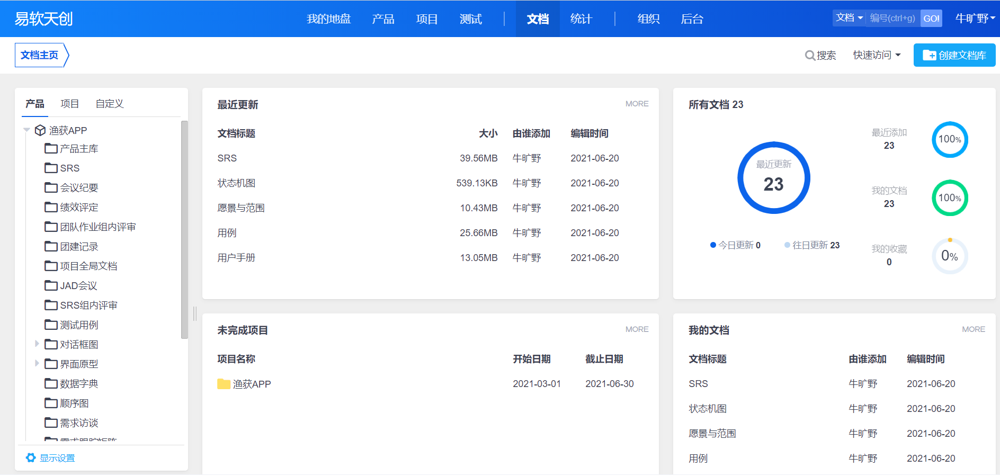 易软天创
我的地盘 产品 项目 测试 文档 统计 组织 后台
文档 编号(ctrl+g) GO! 牛旷野
文档主页
搜索 快速访问 创建文档库
产品 项目 自定义
渔获APP
产品主库
SRS
会议纪要
绩效评定
团队作业组内评审
团建记录
项目全局文档
JAD会议
SRS组内评审
测试用例
对话框图
界面原型
数据字典
顺序图
需求访谈
需求跟踪矩阵
显示设置
最近更新 MORE
文档标题 大小 由谁添加 编辑时间
SRS 39.56MB 牛旷野 2021-06-20
状态机图 539.13KB 牛旷野 2021-06-20
愿景与范围 10.43MB 牛旷野 2021-06-20
用例 25.66MB 牛旷野 2021-06-20
用户手册 13.05MB 牛旷野 2021-06-20
所有文档 23
最近更新
23
今日更新 0 往日更新 23
最近添加
23
100%
我的文档
23
100%
我的收藏
0
0%
未完成项目 MORE
项目名称 开始日期 截止日期
渔获APP 2021-03-01 2021-06-30
我的文档 MORE
文档标题 由谁添加 编辑时间
SRS 牛旷野 2021-06-20
状态机图 牛旷野 2021-06-20
愿景与范围 牛旷野 2021-06-20
用例 牛旷野 2021-06-20